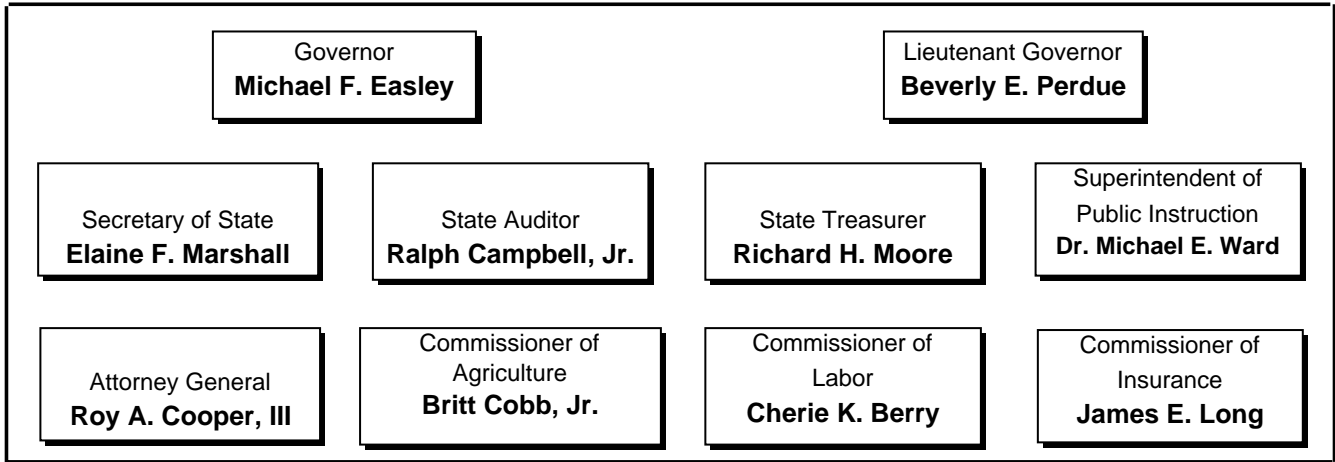 Governor
Michael F. Easley
Lieutenant Governor
Beverly E. Perdue
Secretary of State
Elaine F. Marshall
State Auditor
Ralph Campbell, Jr.
State Treasurer
Richard H. Moore
Superintendent of
Public Instruction
Dr. Michael E. Ward
Attorney General
Roy A. Cooper, III
Commissioner of
Agriculture
Britt Cobb, Jr.
Commissioner of
Labor
Cherie K. Berry
Commissioner of
Insurance
James E. Long